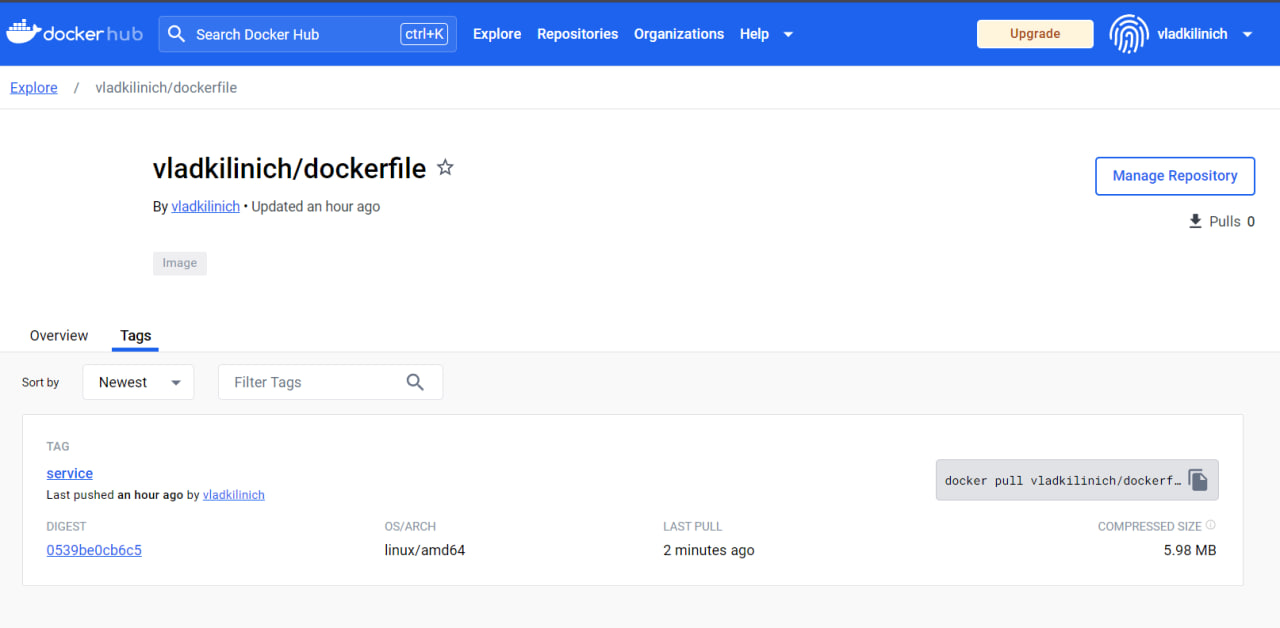 docker hub Search Docker Hub ctrl+K Explore Repositories Organizations Help Upgrade vladkilinich
Explore / vladkilinich/dockerfile
vladkilinich/dockerfile
Manage Repository
By vladkilinich • Updated an hour ago
Pulls 0
Image
Overview Tags
Sort by Newest Filter Tags
TAG
service
Last pushed an hour ago by vladkilinich
docker pull vladkilinich/dockerf…
DIGEST OS/ARCH LAST PULL COMPRESSED SIZE
0539be0cb6c5 linux/amd64 2 minutes ago 5.98 MB